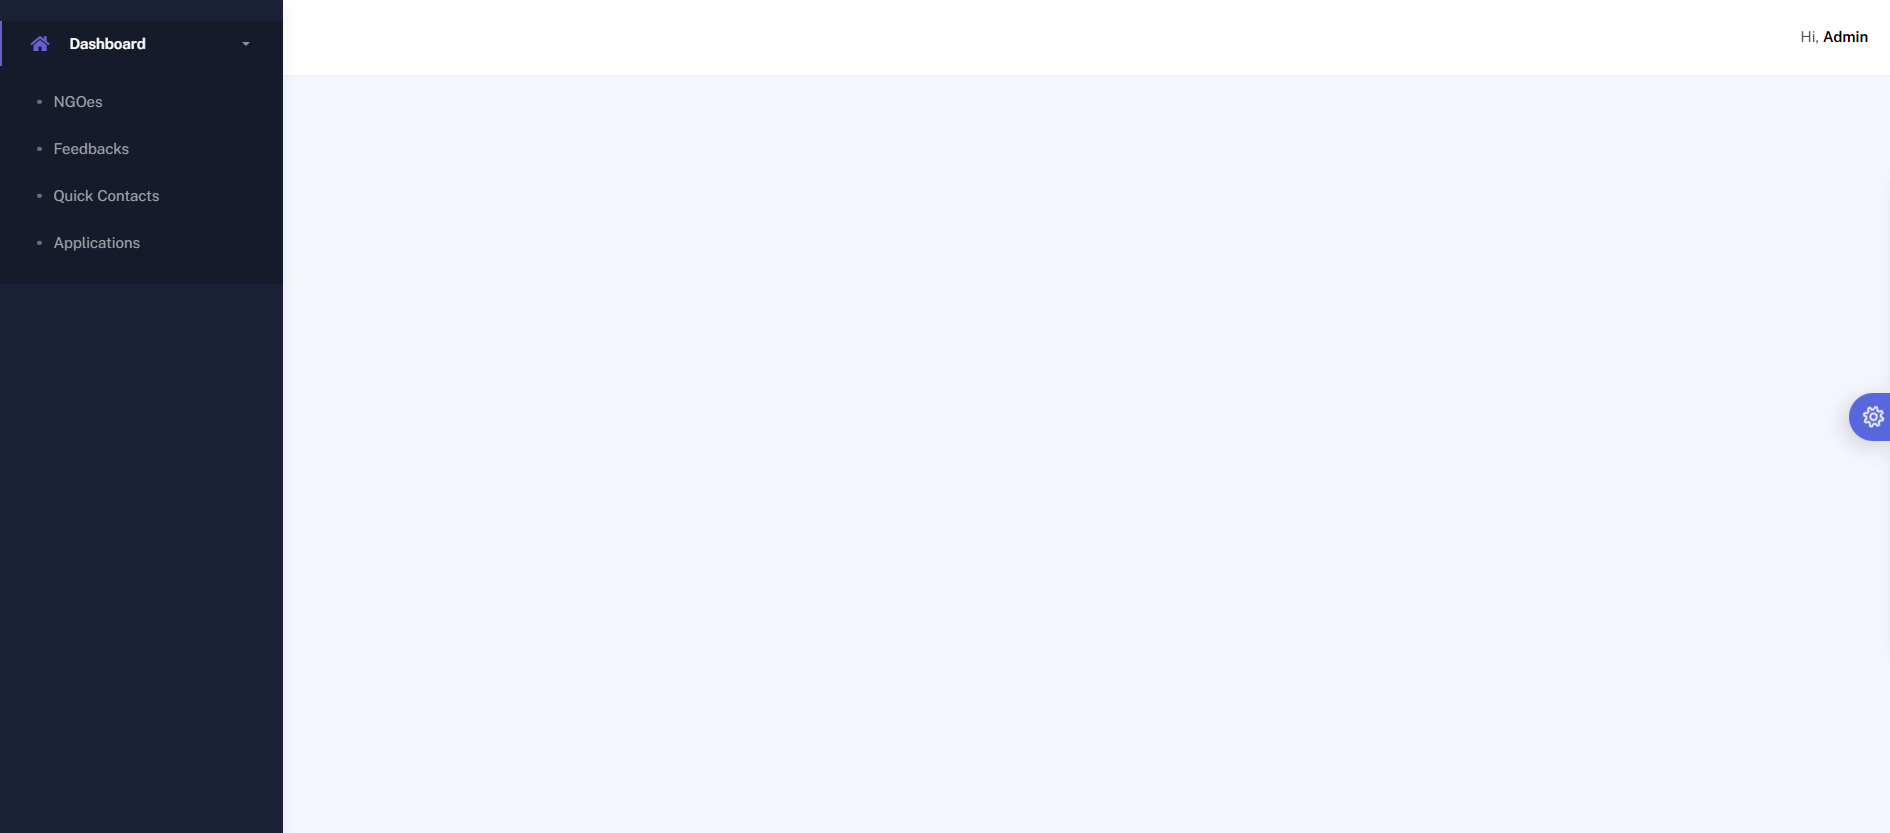 Dashboard
Hi, Admin
NGOes
Feedbacks
Quick Contacts
Applications